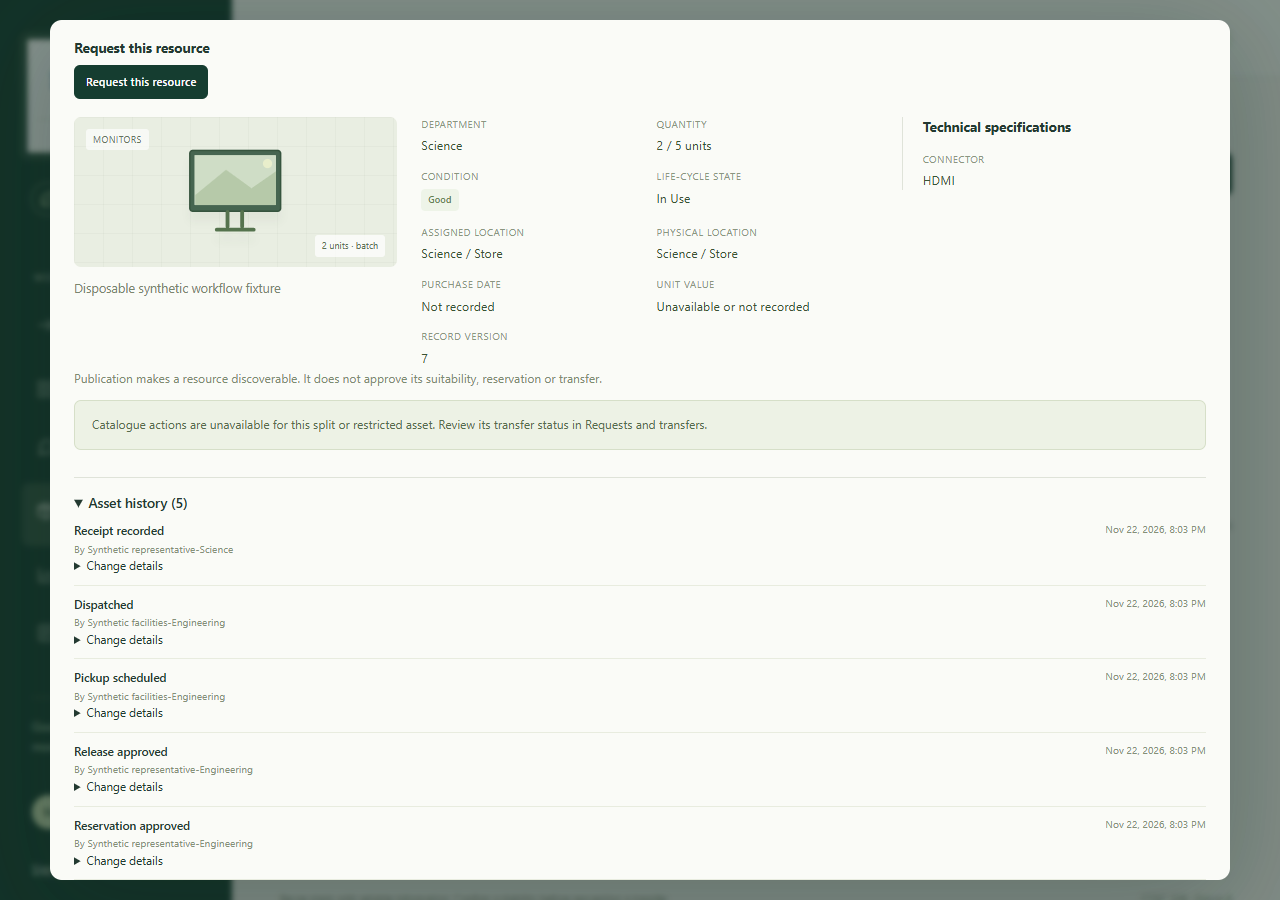 Request this resource
Request this resource
MONITORS
2 units · batch
Disposable synthetic workflow fixture
DEPARTMENT
Science
QUANTITY
2 / 5 units
CONDITION
Good
LIFE-CYCLE STATE
In Use
ASSIGNED LOCATION
Science / Store
PHYSICAL LOCATION
Science / Store
PURCHASE DATE
Not recorded
UNIT VALUE
Unavailable or not recorded
RECORD VERSION
7
Technical specifications
CONNECTOR
HDMI
Publication makes a resource discoverable. It does not approve its suitability, reservation or transfer.
Catalogue actions are unavailable for this split or restricted asset. Review its transfer status in Requests and transfers.
▼ Asset history (5)
Receipt recorded Nov 22, 2026, 8:03 PM
By Synthetic representative-Science
▶ Change details
Dispatched Nov 22, 2026, 8:03 PM
By Synthetic facilities-Engineering
▶ Change details
Pickup scheduled Nov 22, 2026, 8:03 PM
By Synthetic facilities-Engineering
▶ Change details
Release approved Nov 22, 2026, 8:03 PM
By Synthetic representative-Engineering
▶ Change details
Reservation approved Nov 22, 2026, 8:03 PM
By Synthetic representative-Engineering
▶ Change details